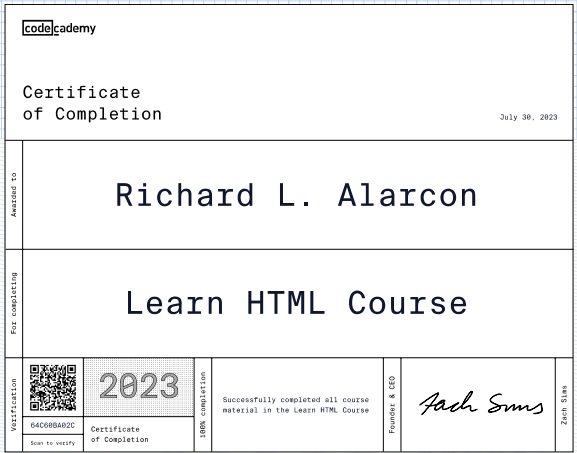 codecademy
Certificate
of Completion
July 30, 2023
Awarded to
Richard L. Alarcon
For completing
Learn HTML Course
Verification
64C60BA02C
Scan to verify
2023
Certificate
of Completion
100% completion
Successfully completed all course
material in the Learn HTML Course
Founder & CEO
Zach Sims
Zach Sims